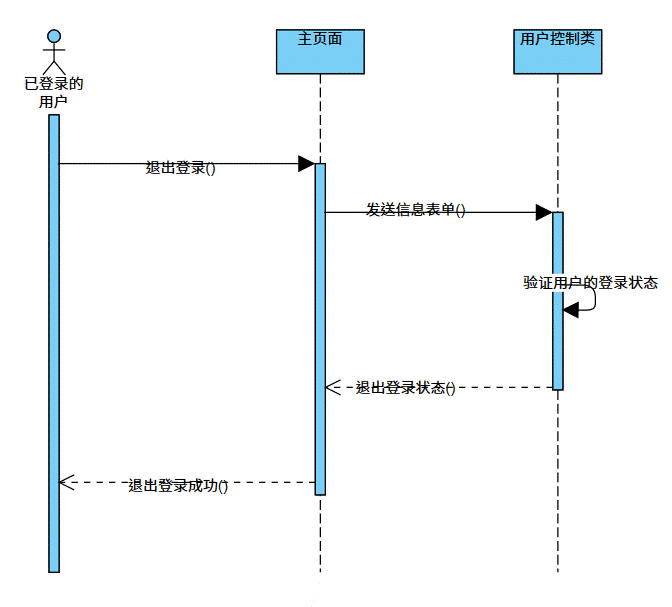 主页面
用户控制类
已登录的
用户
退出登录()
发送信息表单()
验证用户的登录状态
退出登录状态()
退出登录成功()